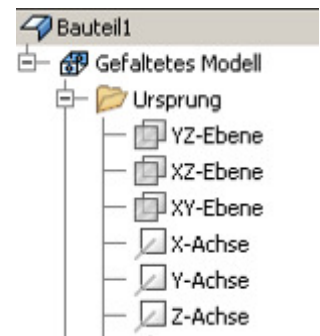 Bauteil1
Gefaltetes Modell
Ursprung
YZ-Ebene
XZ-Ebene
XY-Ebene
X-Achse
Y-Achse
Z-Achse